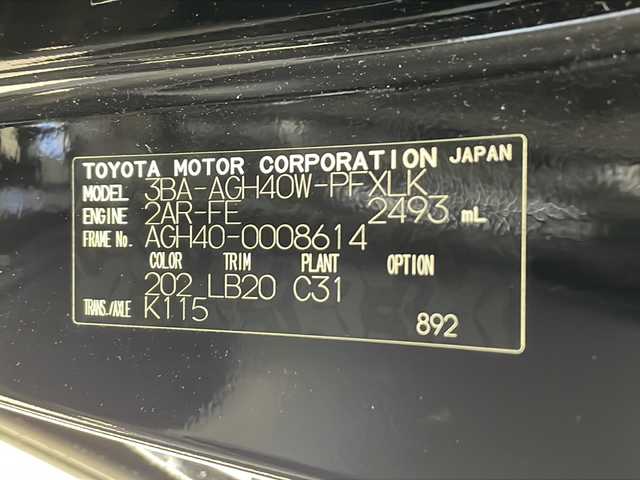 TOYOTA MOTOR CORPORATION JAPAN
MODEL 3BA-AGH40W-PFXLK
ENGINE 2AR-FE 2493 mL
FRAME No. AGH40-0008614
COLOR TRIM PLANT OPTION
202 LB20 C31
TRANS./AXLE K115
892